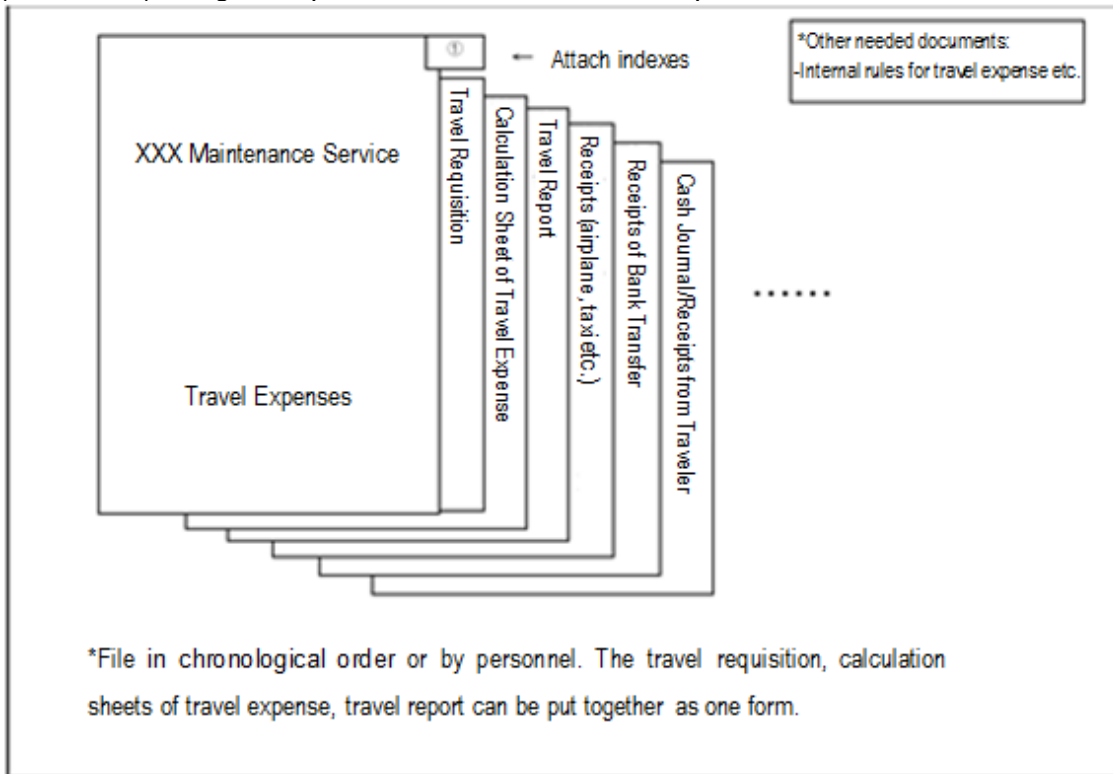 ①
← Attach indexes
*Other needed documents:
-Internal rules for travel expense etc.
XXX Maintenance Service
Travel Expenses
Travel Requisition
Calculation Sheet of Travel Expense
Travel Report
Receipts (airplane, taxi etc.)
Receipts of Bank Transfer
Cash Journal/Receipts from Traveler
......
*File in chronological order or by personnel. The travel requisition, calculation
sheets of travel expense, travel report can be put together as one form.